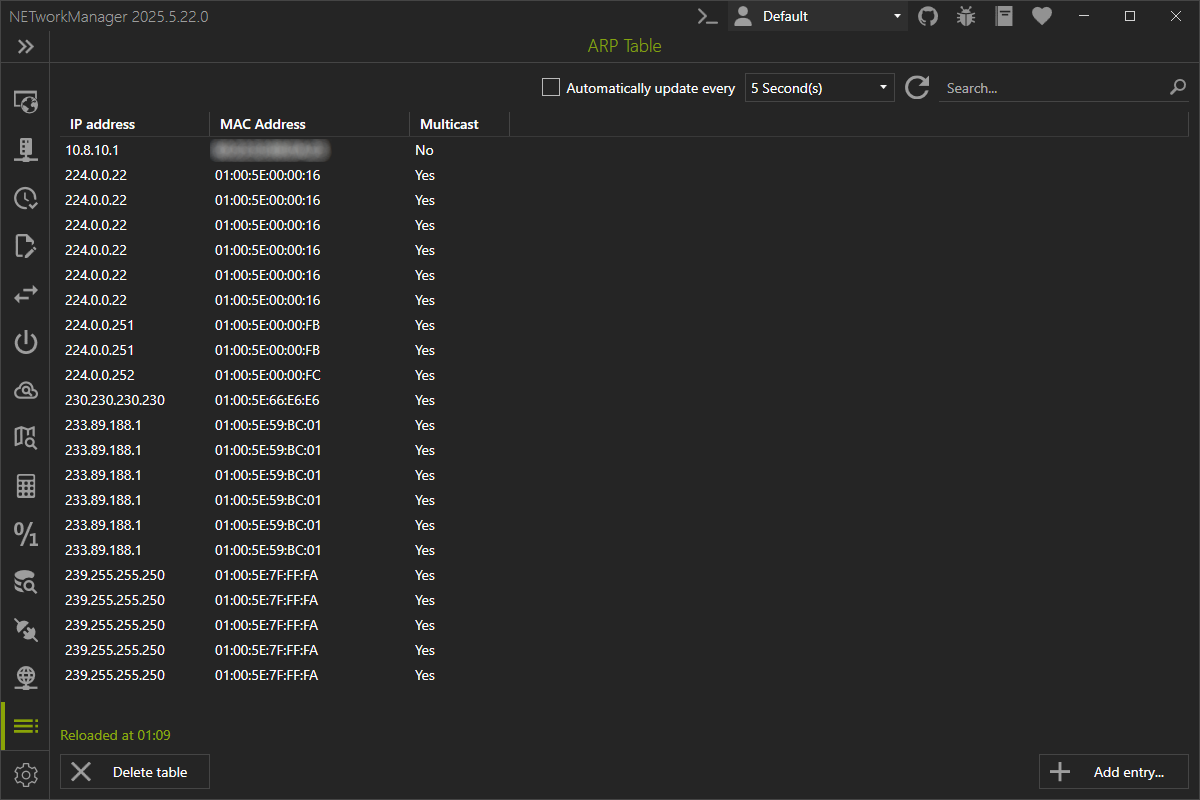 NETworkManager 2025.5.22.0
Default
ARP Table
Automatically update every 5 Second(s) Search...
IP address MAC Address Multicast
10.8.10.1 No
224.0.0.22 01:00:5E:00:00:16 Yes
224.0.0.22 01:00:5E:00:00:16 Yes
224.0.0.22 01:00:5E:00:00:16 Yes
224.0.0.22 01:00:5E:00:00:16 Yes
224.0.0.22 01:00:5E:00:00:16 Yes
224.0.0.22 01:00:5E:00:00:16 Yes
224.0.0.251 01:00:5E:00:00:FB Yes
224.0.0.251 01:00:5E:00:00:FB Yes
224.0.0.252 01:00:5E:00:00:FC Yes
230.230.230.230 01:00:5E:66:E6:E6 Yes
233.89.188.1 01:00:5E:59:BC:01 Yes
233.89.188.1 01:00:5E:59:BC:01 Yes
233.89.188.1 01:00:5E:59:BC:01 Yes
233.89.188.1 01:00:5E:59:BC:01 Yes
233.89.188.1 01:00:5E:59:BC:01 Yes
233.89.188.1 01:00:5E:59:BC:01 Yes
239.255.255.250 01:00:5E:7F:FF:FA Yes
239.255.255.250 01:00:5E:7F:FF:FA Yes
239.255.255.250 01:00:5E:7F:FF:FA Yes
239.255.255.250 01:00:5E:7F:FF:FA Yes
239.255.255.250 01:00:5E:7F:FF:FA Yes
Reloaded at 01:09
Delete table Add entry...